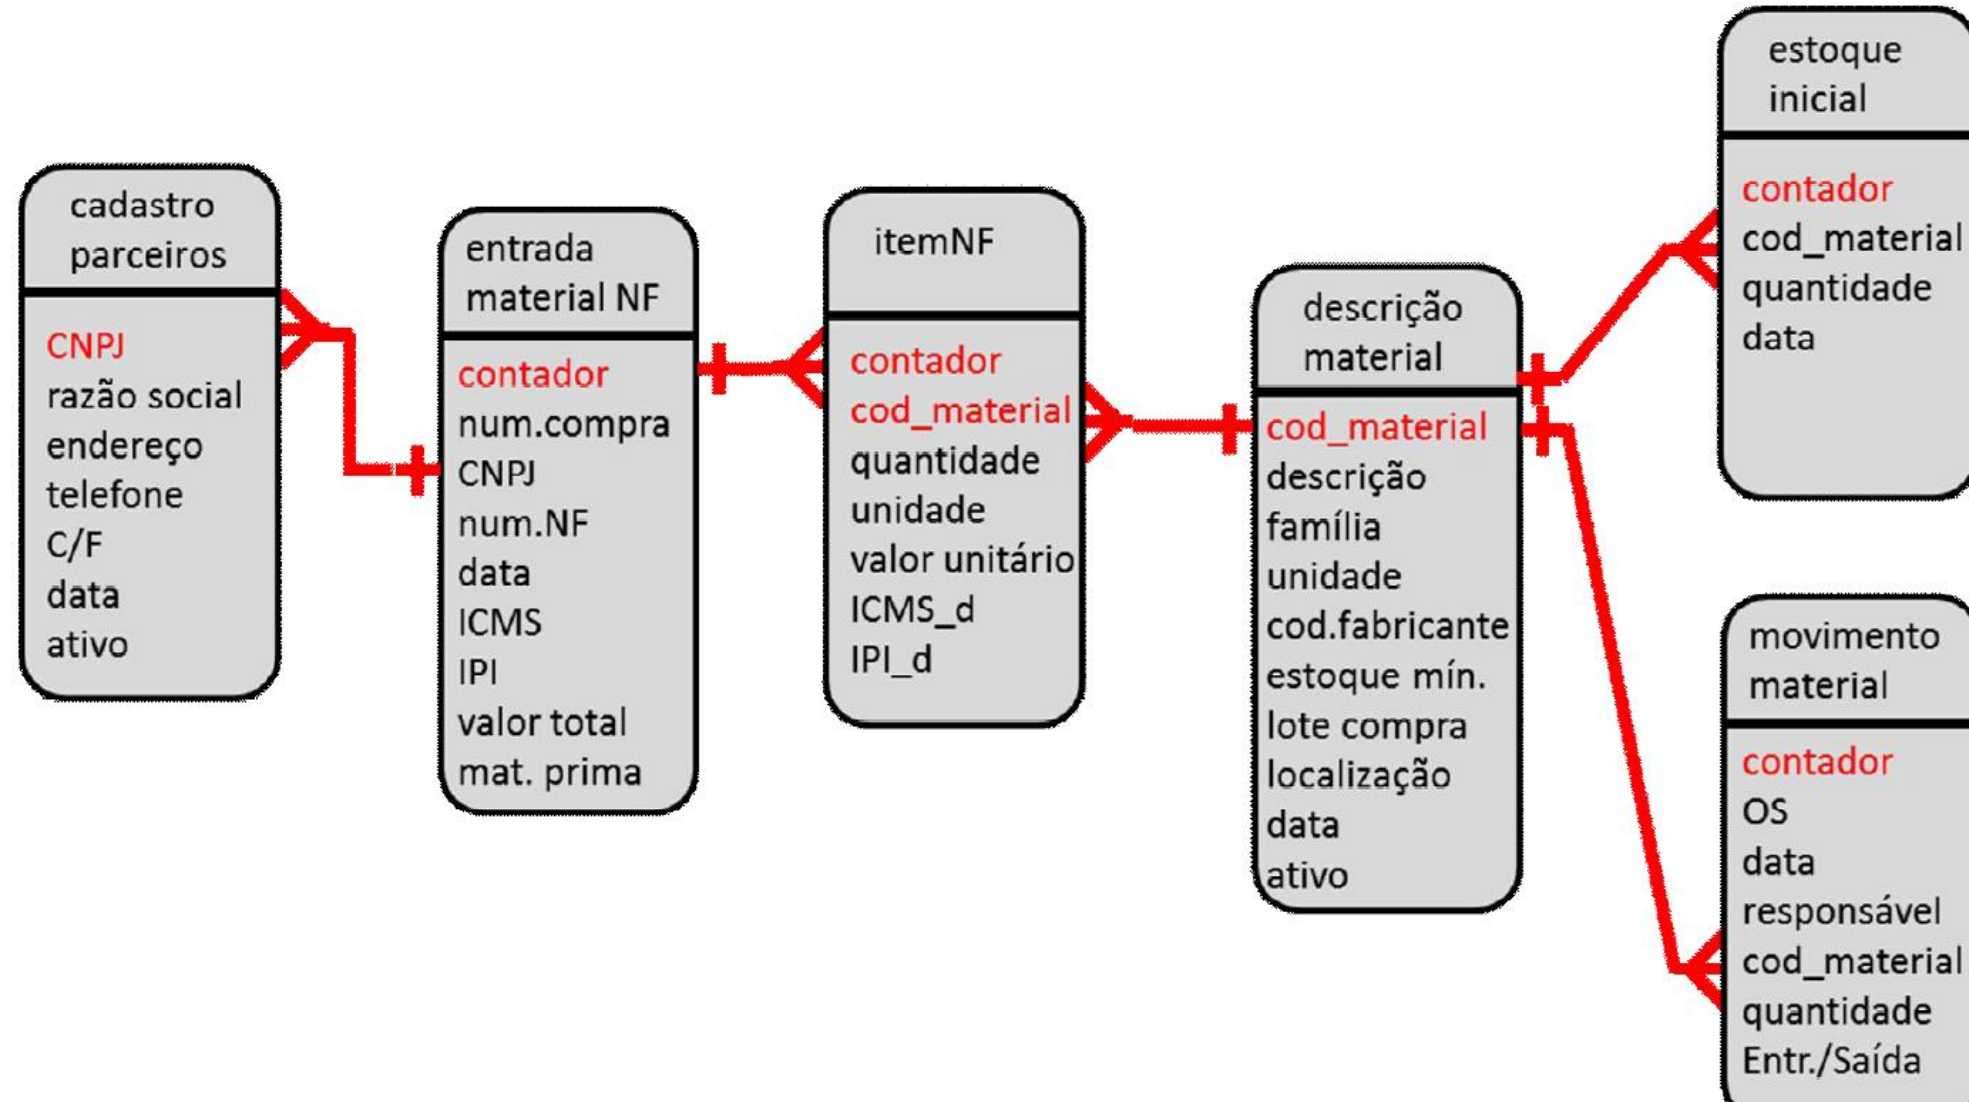 cadastro
parceiros
CNPJ
razão social
endereço
telefone
C/F
data
ativo
entrada
material NF
contador
num.compra
CNPJ
num.NF
data
ICMS
IPI
valor total
mat. prima
itemNF
contador
cod_material
quantidade
unidade
valor unitário
ICMS_d
IPI_d
descrição
material
cod_material
descrição
família
unidade
cod.fabricante
estoque mín.
lote compra
localização
data
ativo
estoque
inicial
contador
cod_material
quantidade
data
movimento
material
contador
OS
data
responsável
cod_material
quantidade
Entr./Saída